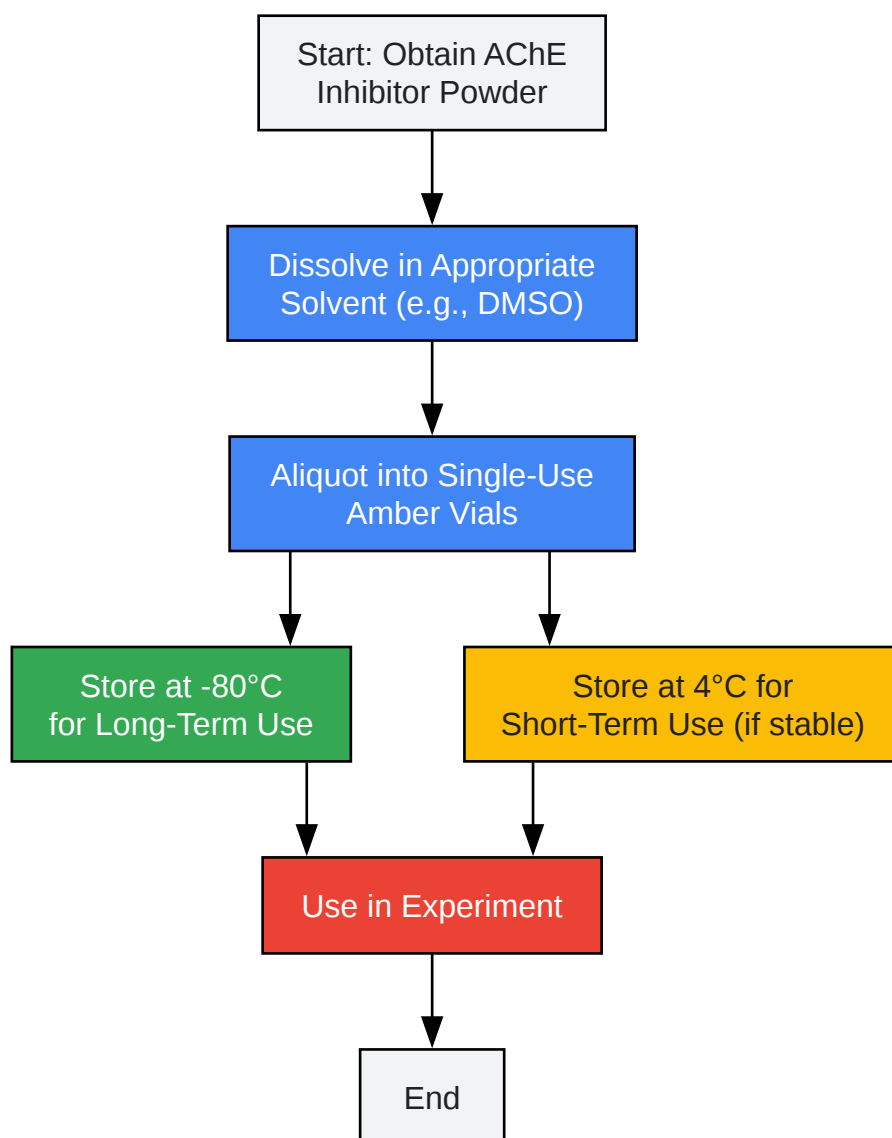 Start: Obtain AChE
Inhibitor Powder
Dissolve in Appropriate
Solvent (e.g., DMSO)
Aliquot into Single-Use
Amber Vials
Store at -80°C
for Long-Term Use
Store at 4°C for
Short-Term Use (if stable)
Use in Experiment
End